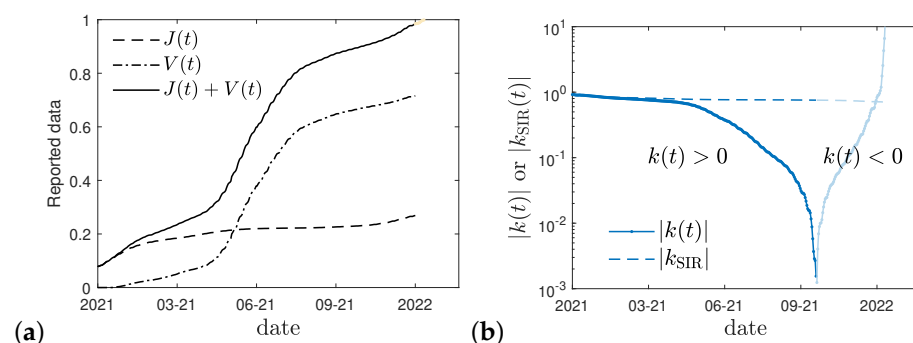 1
0.8
0.6
0.4
0.2
0
Reported data
J(t)
V(t)
J(t) + V(t)
2021 03-21 06-21 09-21 2022
date
(a)
10^1
10^0
10^-1
10^-2
10^-3
|k(t)| or |k_SIR(t)|
k(t) > 0 k(t) < 0
|k(t)|
|k_SIR|
2021 03-21 06-21 09-21 2022
date
(b)